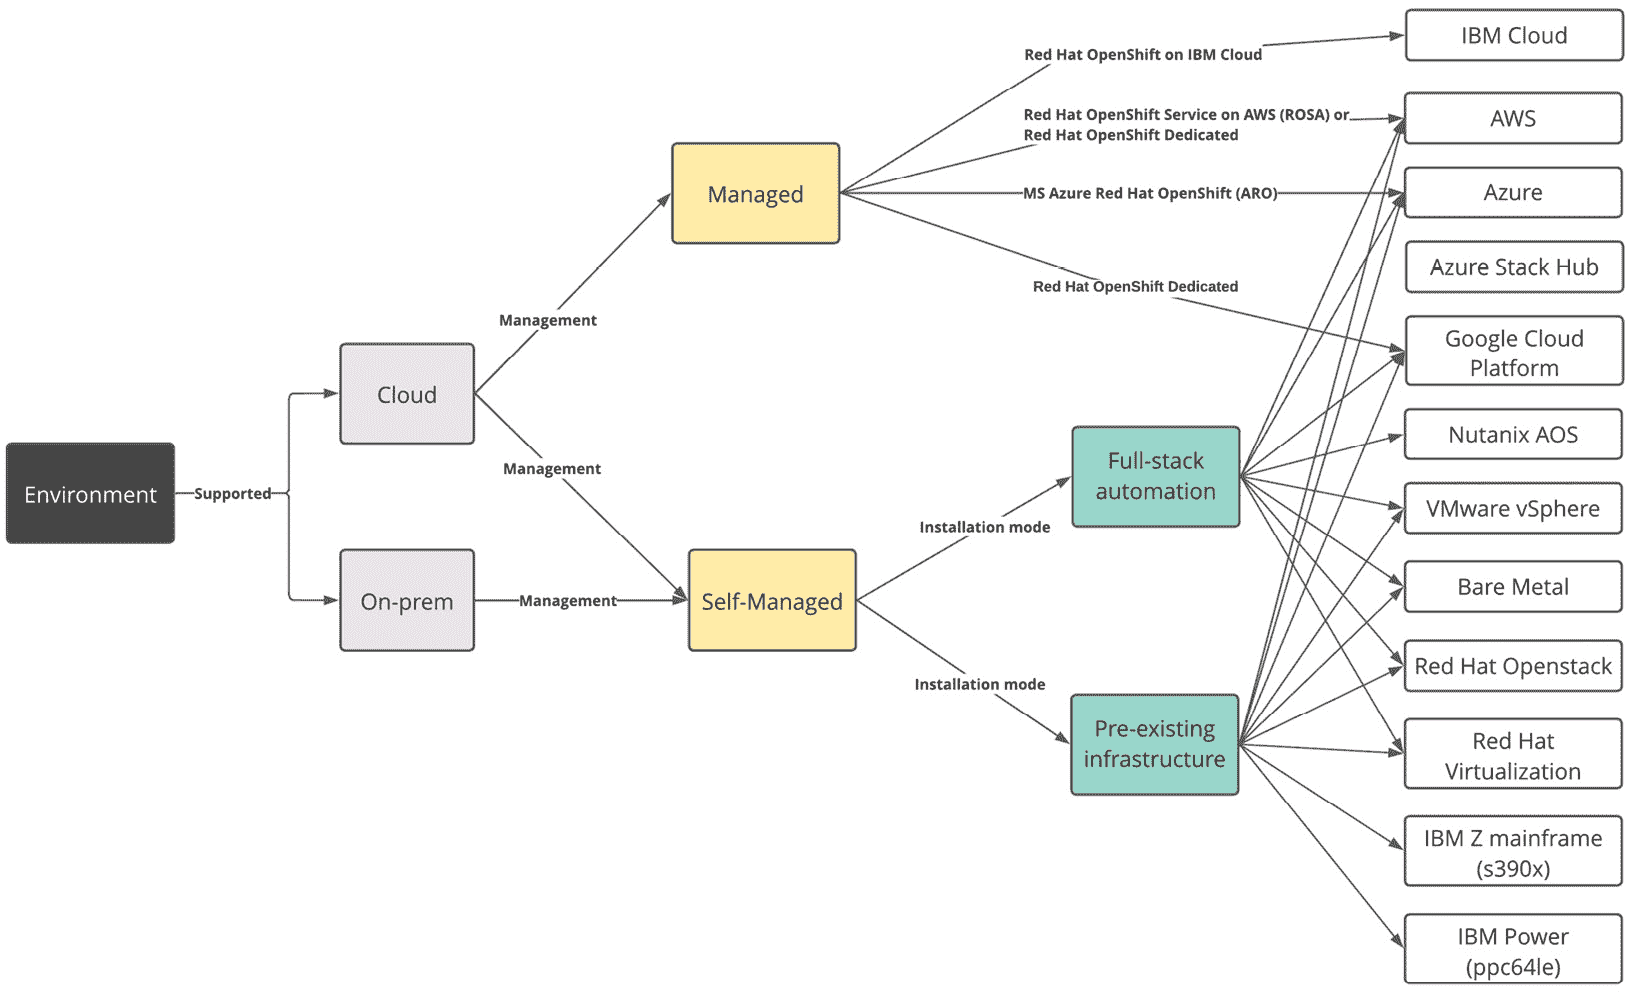 Environment
Supported
Cloud
On-prem
Management
Management
Management
Managed
Self-Managed
Installation mode
Installation mode
Full-stack
automation
Pre-existing
infrastructure
Red Hat OpenShift on IBM Cloud
Red Hat OpenShift Service on AWS (ROSA) or
Red Hat OpenShift Dedicated
MS Azure Red Hat OpenShift (ARO)
Red Hat OpenShift Dedicated
IBM Cloud
AWS
Azure
Azure Stack Hub
Google Cloud
Platform
Nutanix AOS
VMware vSphere
Bare Metal
Red Hat Openstack
Red Hat
Virtualization
IBM Z mainframe
(s390x)
IBM Power
(ppc64le)